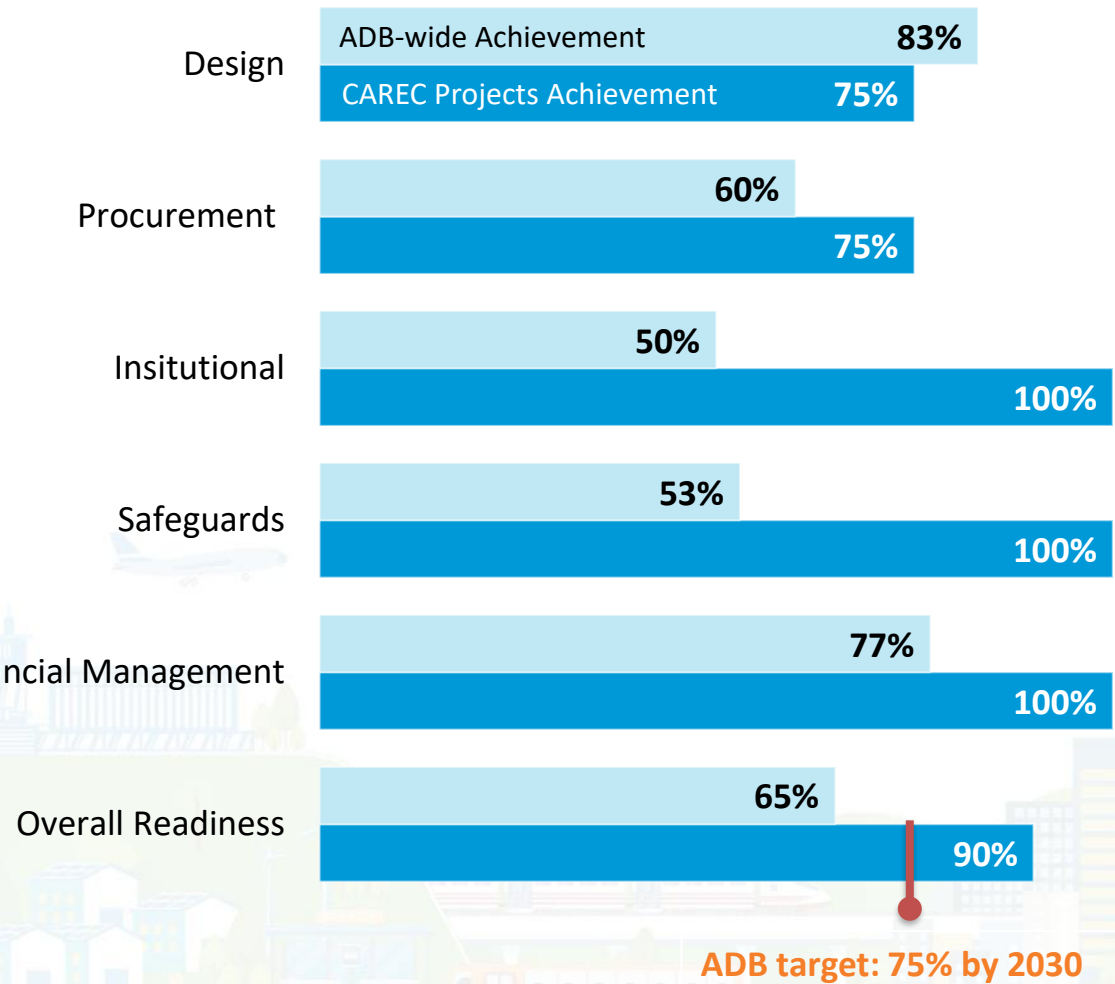 Design
ADB-wide Achievement 83%
CAREC Projects Achievement 75%
Procurement
60%
75%
Insitutional
50%
100%
Safeguards
53%
100%
ncial Management
77%
100%
Overall Readiness
65%
90%
ADB target: 75% by 2030